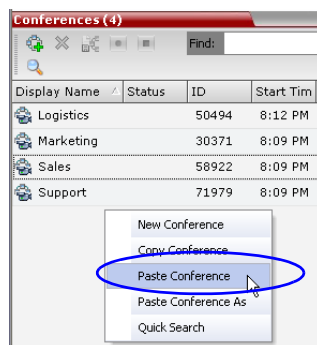 Conferences (4)
Find:
Display Name Status ID Start Tim
Logistics 50494 8:12 PM
Marketing 30371 8:09 PM
Sales 58922 8:09 PM
Support 71979 8:09 PM
New Conference
Copy Conference
Paste Conference
Paste Conference As
Quick Search